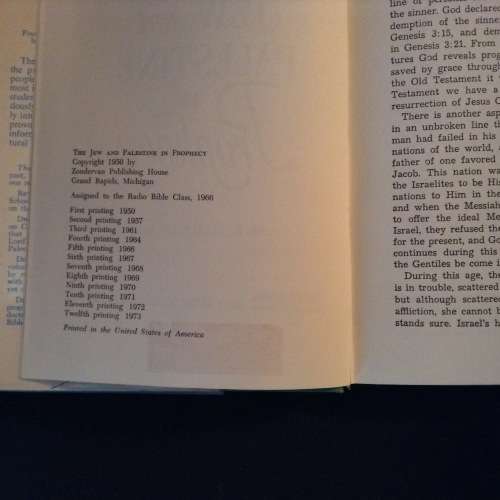 THE JEW AND PALESTINE IN PROPHECY
Copyright 1950 by
Zondervan Publishing House
Grand Rapids, Michigan
Assigned to the Radio Bible Class, 1966
First printing 1950
Second printing 1957
Third printing 1961
Fourth printing 1964
Fifth printing 1966
Sixth printing 1967
Seventh printing 1968
Eighth printing 1969
Ninth printing 1970
Tenth printing 1971
Eleventh printing 1972
Twelfth printing 1973
Printed in the United States of America
the sinner. God declared
demption of the sinner
Genesis 3:15, and dem
in Genesis 3:21. From
tures God reveals prog
saved by grace through
the Old Testament it
Testament we have a
resurrection of Jesus C
There is another asp
in an unbroken line th
man had failed in his
nations of the world, a
father of one favored
Jacob. This nation wa
the Israelites to be His
nations to Him in the
and when the Messiah
to offer the ideal Mes
Israel, they refused the
for the present, and Go
continues during this
the Gentiles be come i
During this age, the
is in trouble, scattered
but although scattered
affliction, she cannot b
stands sure. Israel's h